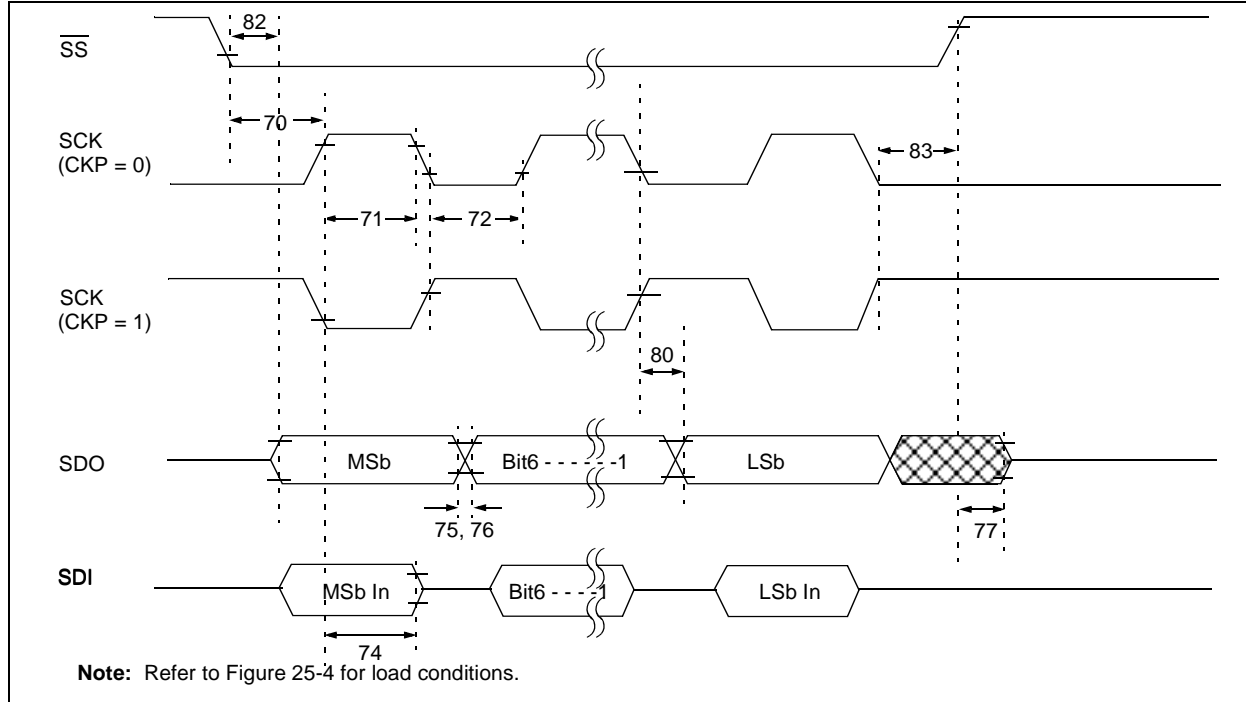 82
SS
70
SCK
(CKP = 0)
83
71
72
SCK
(CKP = 1)
80
SDO
MSb
Bit6 - - - - - -1
LSb
75, 76
77
SDI
MSb In
Bit6 - - - -1
LSb In
74
Note: Refer to Figure 25-4 for load conditions.